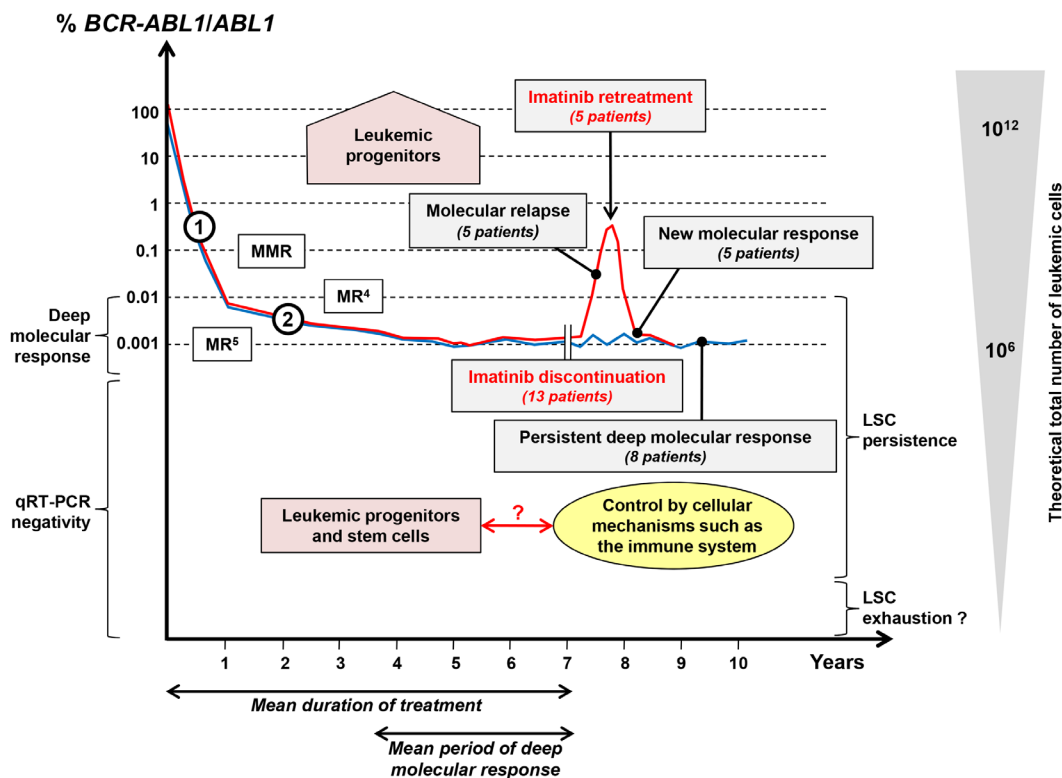 % BCR-ABL1/ABL1
100
10
1
0.1
0.01
0.001
Deep
molecular
response
qRT-PCR
negativity
Leukemic
progenitors
Imatinib retreatment
(5 patients)
Molecular relapse
(5 patients)
New molecular response
(5 patients)
1
MMR
MR⁴
2
MR⁵
Imatinib discontinuation
(13 patients)
Persistent deep molecular response
(8 patients)
Leukemic progenitors
and stem cells
?
Control by cellular
mechanisms such as
the immune system
LSC
persistence
LSC
exhaustion ?
10¹²
10⁶
Theoretical total number of leukemic cells
1 2 3 4 5 6 7 8 9 10 Years
Mean duration of treatment
Mean period of deep
molecular response